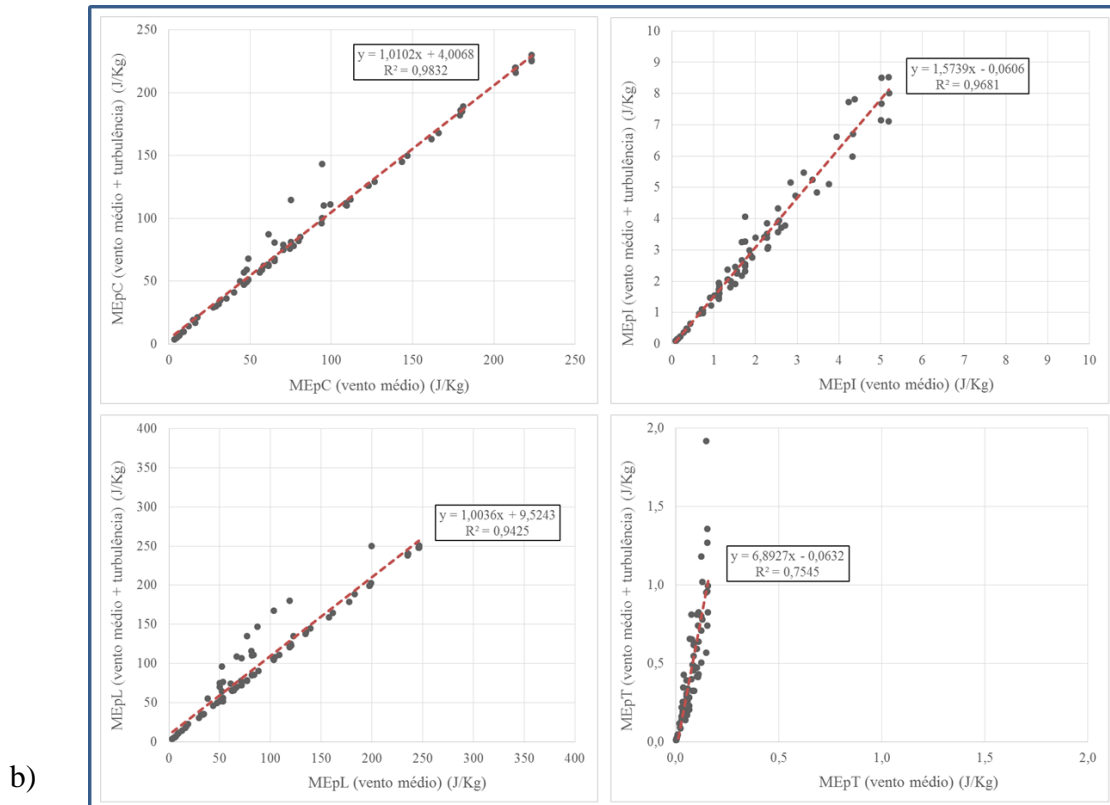 250
200
150
100
50
0
MEpC (vento médio + turbulência) (J/Kg)
y = 1,0102x + 4,0068
R² = 0,9832
0 50 100 150 200 250
MEpC (vento médio) (J/Kg)
10
9
8
7
6
5
4
3
2
1
0
MEpI (vento médio + turbulência) (J/Kg)
y = 1,5739x - 0,0606
R² = 0,9681
0 1 2 3 4 5 6 7 8 9 10
MEpI (vento médio) (J/Kg)
400
350
300
250
200
150
100
50
0
MEpL (vento médio + turbulência) (J/Kg)
y = 1,0036x + 9,5243
R² = 0,9425
0 50 100 150 200 250 300 350 400
MEpL (vento médio) (J/Kg)
2,0
1,5
1,0
0,5
0,0
MEpT (vento médio + turbulência) (J/Kg)
y = 6,8927x - 0,0632
R² = 0,7545
0,0 0,5 1,0 1,5 2,0
MEpT (vento médio) (J/Kg)
b)